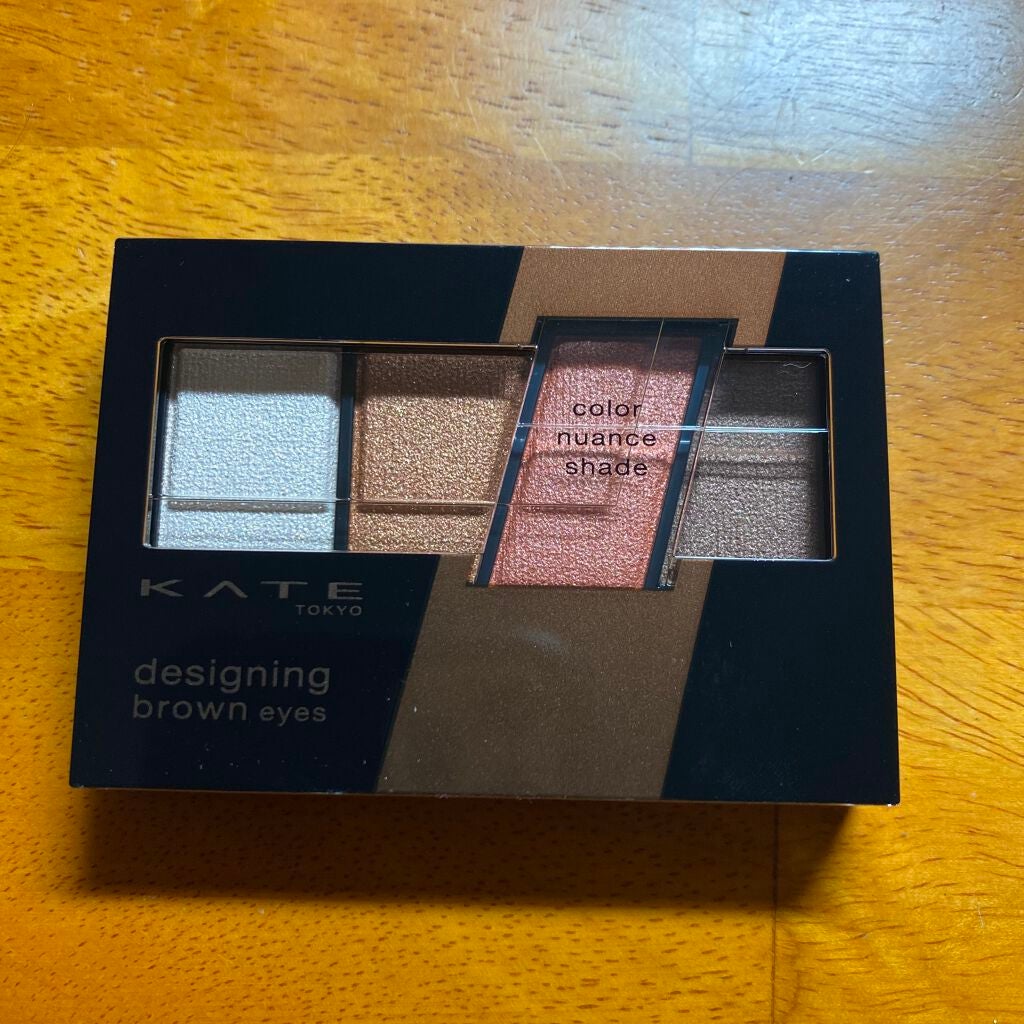 color
nuance
shade
KATE
TOKYO
designing
brown eyes